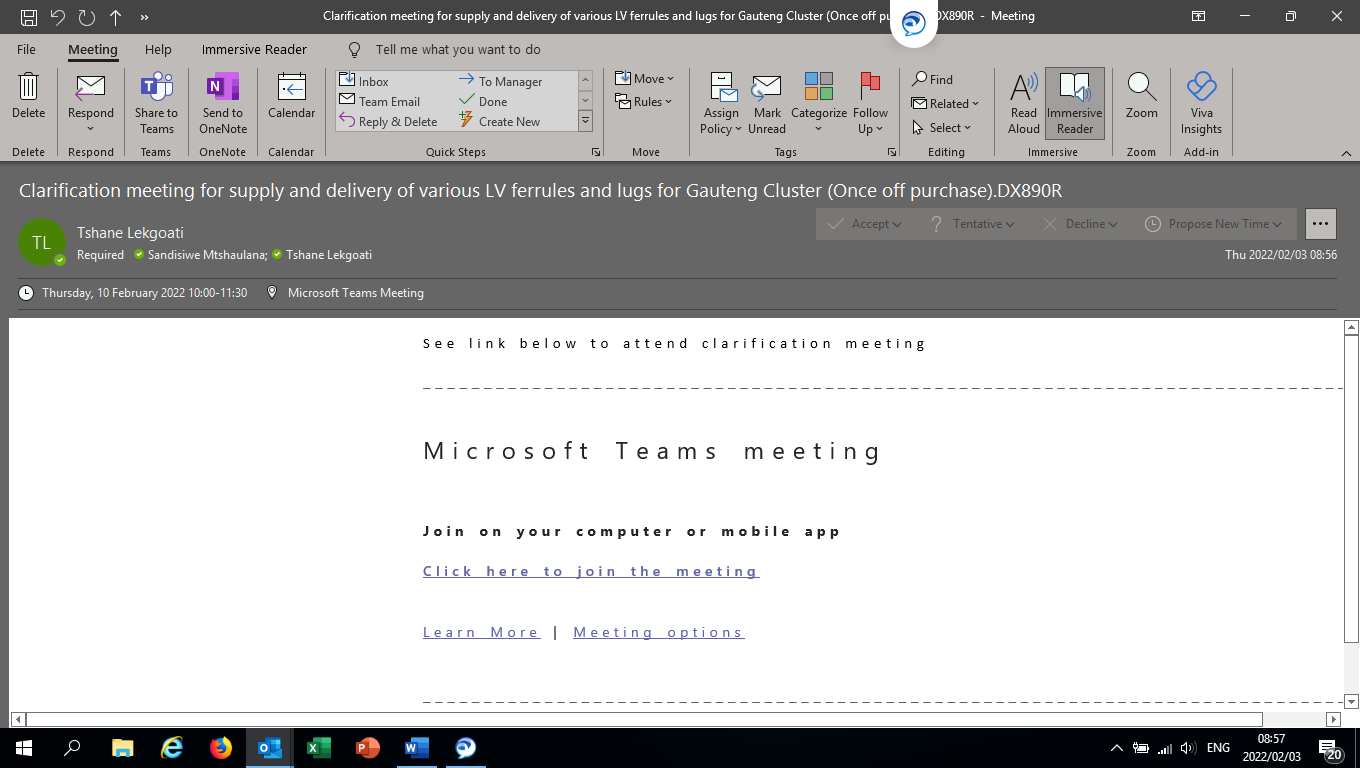 Clarification meeting for supply and delivery of various LV ferrules and lugs for Gauteng Cluster (Once off pu DX890R - Meeting
File Meeting Help Immersive Reader Tell me what you want to do
Delete
Respond
Share to Teams
Send to OneNote
Calendar
Inbox
Team Email
Reply & Delete
To Manager
Done
Create New
Move
Rules
Assign Policy
Mark Unread
Categorize
Follow Up
Find
Related
Select
Read Aloud
Immersive Reader
Zoom
Viva Insights
Delete Respond Teams OneNote Calendar Quick Steps Move Tags Editing Immersive Zoom Add-in
Clarification meeting for supply and delivery of various LV ferrules and lugs for Gauteng Cluster (Once off purchase).DX890R
Accept Tentative Decline Propose New Time ...
TL
Tshane Lekgoati
Required Sandisiwe Mtshaulana; Tshane Lekgoati
Thu 2022/02/03 08:56
Thursday, 10 February 2022 10:00-11:30 Microsoft Teams Meeting
See link below to attend clarification meeting
Microsoft Teams meeting
Join on your computer or mobile app
Click here to join the meeting
Learn More | Meeting options
ENG
08:57
2022/02/03
20